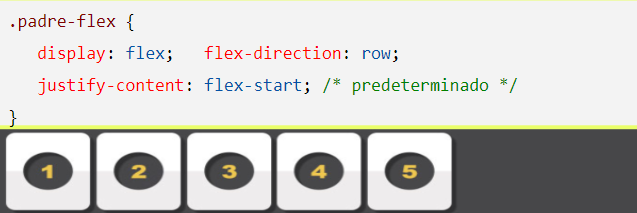 .padre-flex {
display: flex;   flex-direction: row;
justify-content: flex-start; /* predeterminado */
}
1 2 3 4 5